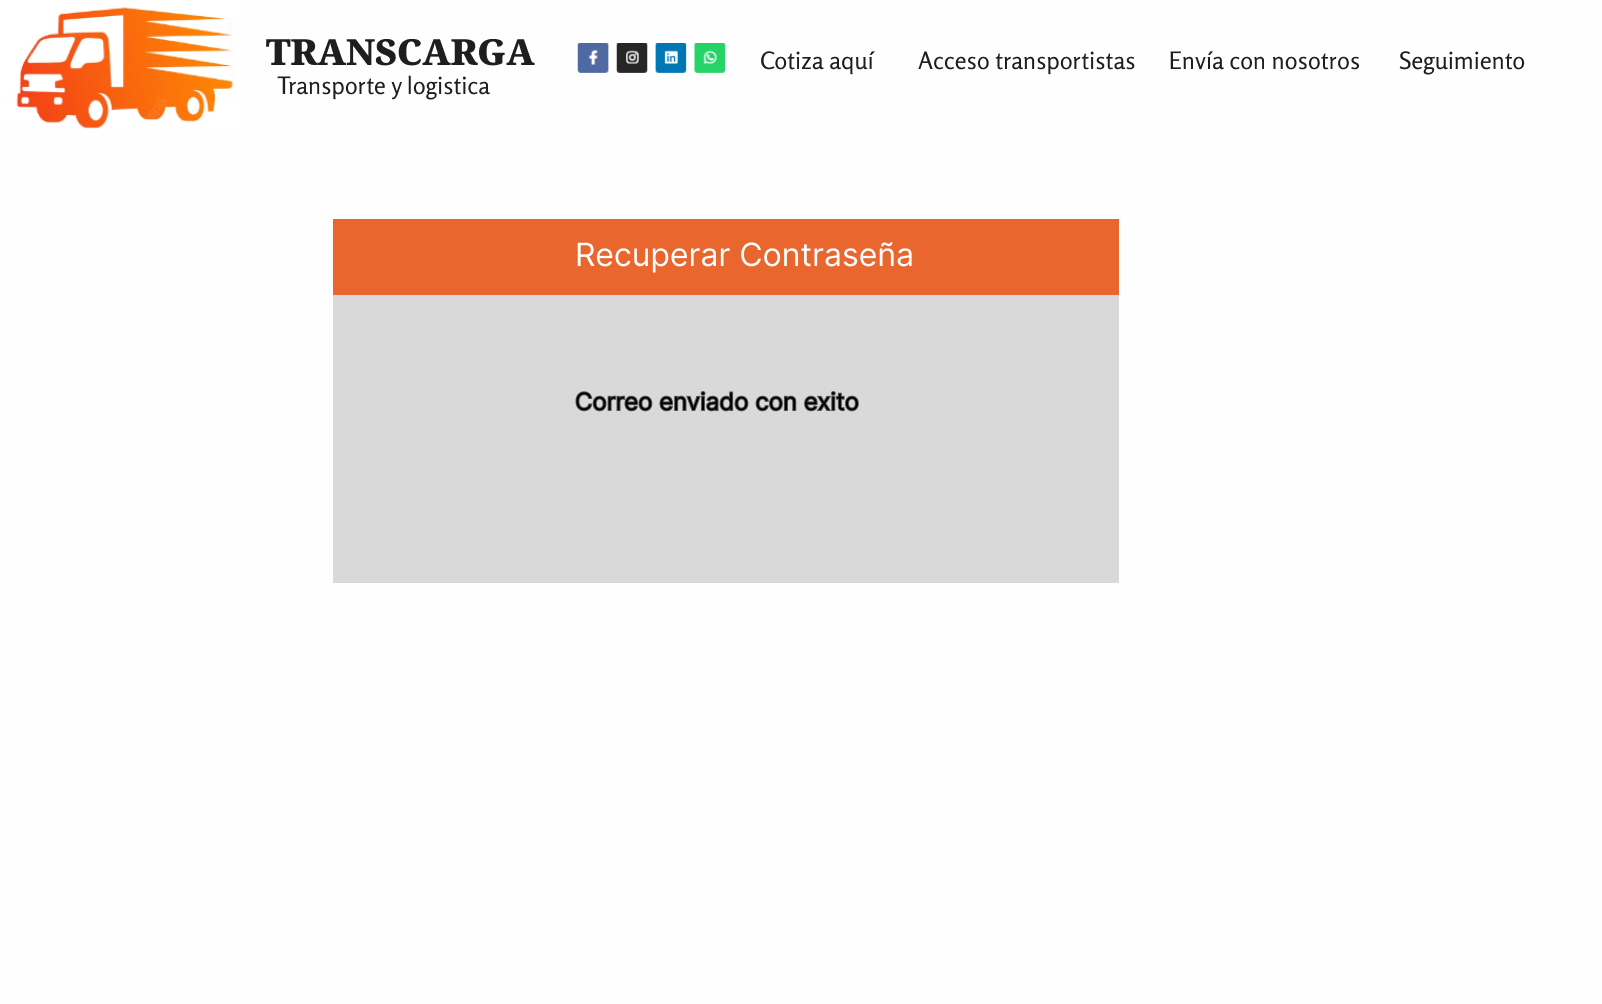 TRANSCARGA
Transporte y logistica
Cotiza aquí
Acceso transportistas
Envía con nosotros
Seguimiento
Recuperar Contraseña
Correo enviado con exito